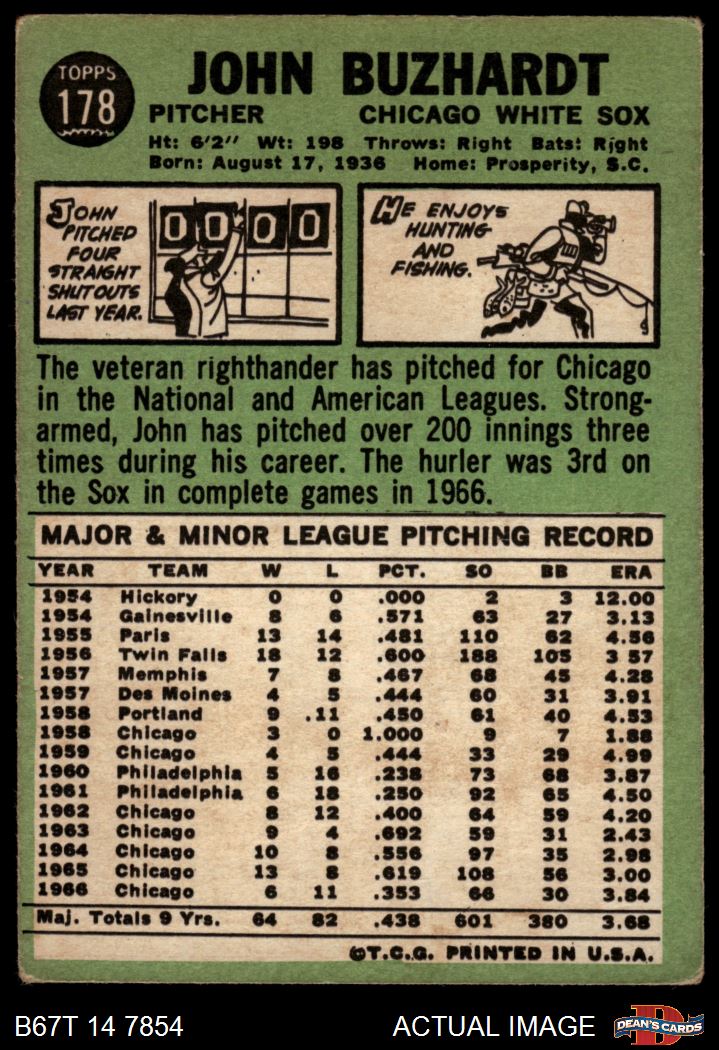 TOPPS
178
JOHN BUZHARDT
PITCHER CHICAGO WHITE SOX
Ht: 6'2" Wt: 198 Throws: Right Bats: Right
Born: August 17, 1936 Home: Prosperity, S.C.
JOHN
PITCHED
FOUR
STRAIGHT
SHUTOUTS
LAST YEAR.
0 0 0 0
HE ENJOYS
HUNTING
AND
FISHING.
The veteran righthander has pitched for Chicago
in the National and American Leagues. Strong-
armed, John has pitched over 200 innings three
times during his career. The hurler was 3rd on
the Sox in complete games in 1966.
MAJOR & MINOR LEAGUE PITCHING RECORD
YEAR TEAM W L PCT. SO BB ERA
1954 Hickory 0 0 .000 2 3 12.00
1954 Gainesville 8 6 .571 63 27 3.13
1955 Paris 13 14 .481 110 62 4.56
1956 Twin Falls 18 12 .600 188 105 3 57
1957 Memphis 7 8 .467 68 45 4.28
1957 Des Moines 4 5 .444 60 31 3.91
1958 Portland 9 .11 .450 61 40 4.53
1958 Chicago 3 0 1.000 9 7 1.88
1959 Chicago 4 5 .444 33 29 4.99
1960 Philadelphia 5 16 .238 73 68 3.87
1961 Philadelphia 6 18 .250 92 65 4.50
1962 Chicago 8 12 .400 64 59 4.20
1963 Chicago 9 4 .692 59 31 2.43
1964 Chicago 10 8 .556 97 35 2.98
1965 Chicago 13 8 .619 108 56 3.00
1966 Chicago 6 11 .353 66 30 3.84
Maj. Totals 9 Yrs. 64 82 .438 601 380 3.68
©T.C.G. PRINTED IN U.S.A.
B67T 14 7854 ACTUAL IMAGE D DEAN'S CARDS